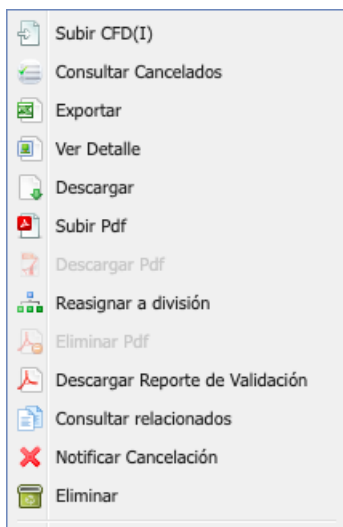 Subir CFD(I)
Consultar Cancelados
Exportar
Ver Detalle
Descargar
Subir Pdf
Descargar Pdf
Reasignar a división
Eliminar Pdf
Descargar Reporte de Validación
Consultar relacionados
Notificar Cancelación
Eliminar